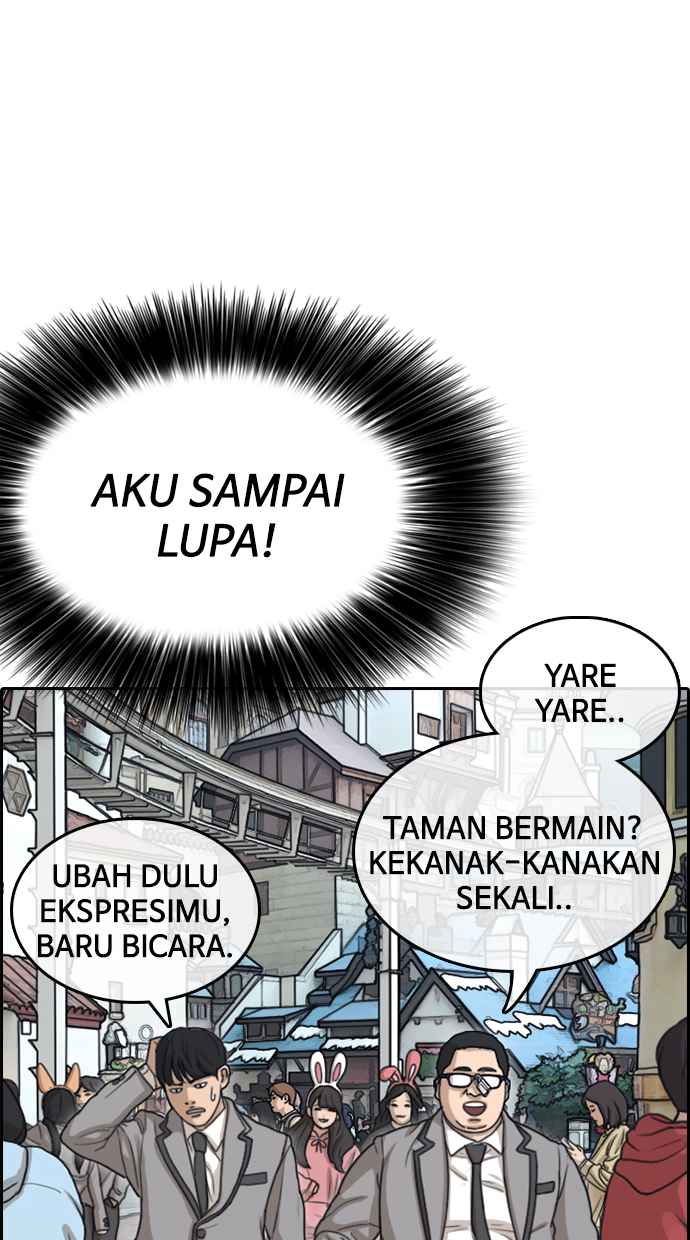 AKU SAMPAI
LUPA!
YARE
YARE..
TAMAN BERMAIN?
KEKANAK-KANAKAN
SEKALI..
UBAH DULU
EKSPRESIMU,
BARU BICARA.